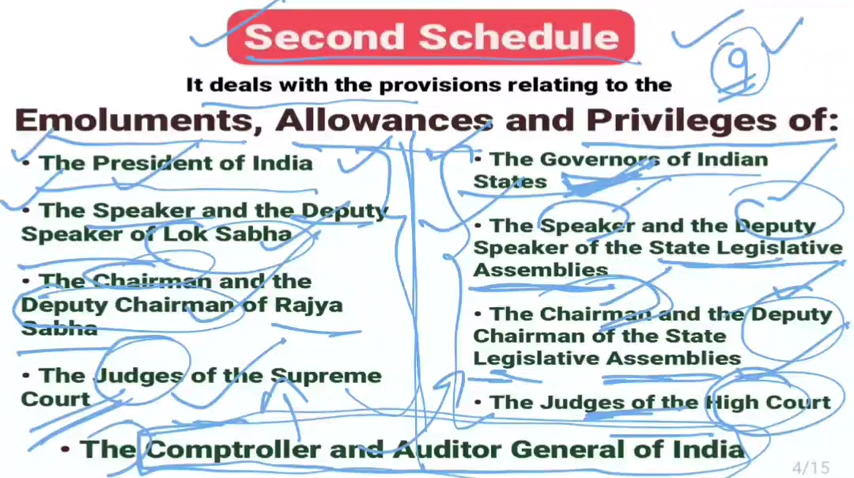 Second Schedule
9
It deals with the provisions relating to the
Emoluments, Allowances and Privileges of:
• The President of India
• The Speaker and the Deputy
Speaker of Lok Sabha
• The Chairman and the
Deputy Chairman of Rajya
Sabha
• The Judges of the Supreme
Court
• The Governors of Indian
States
• The Speaker and the Deputy
Speaker of the State Legislative
Assemblies
• The Chairman and the Deputy
Chairman of the State
Legislative Assemblies
• The Judges of the High Court
• The Comptroller and Auditor General of India
4/15